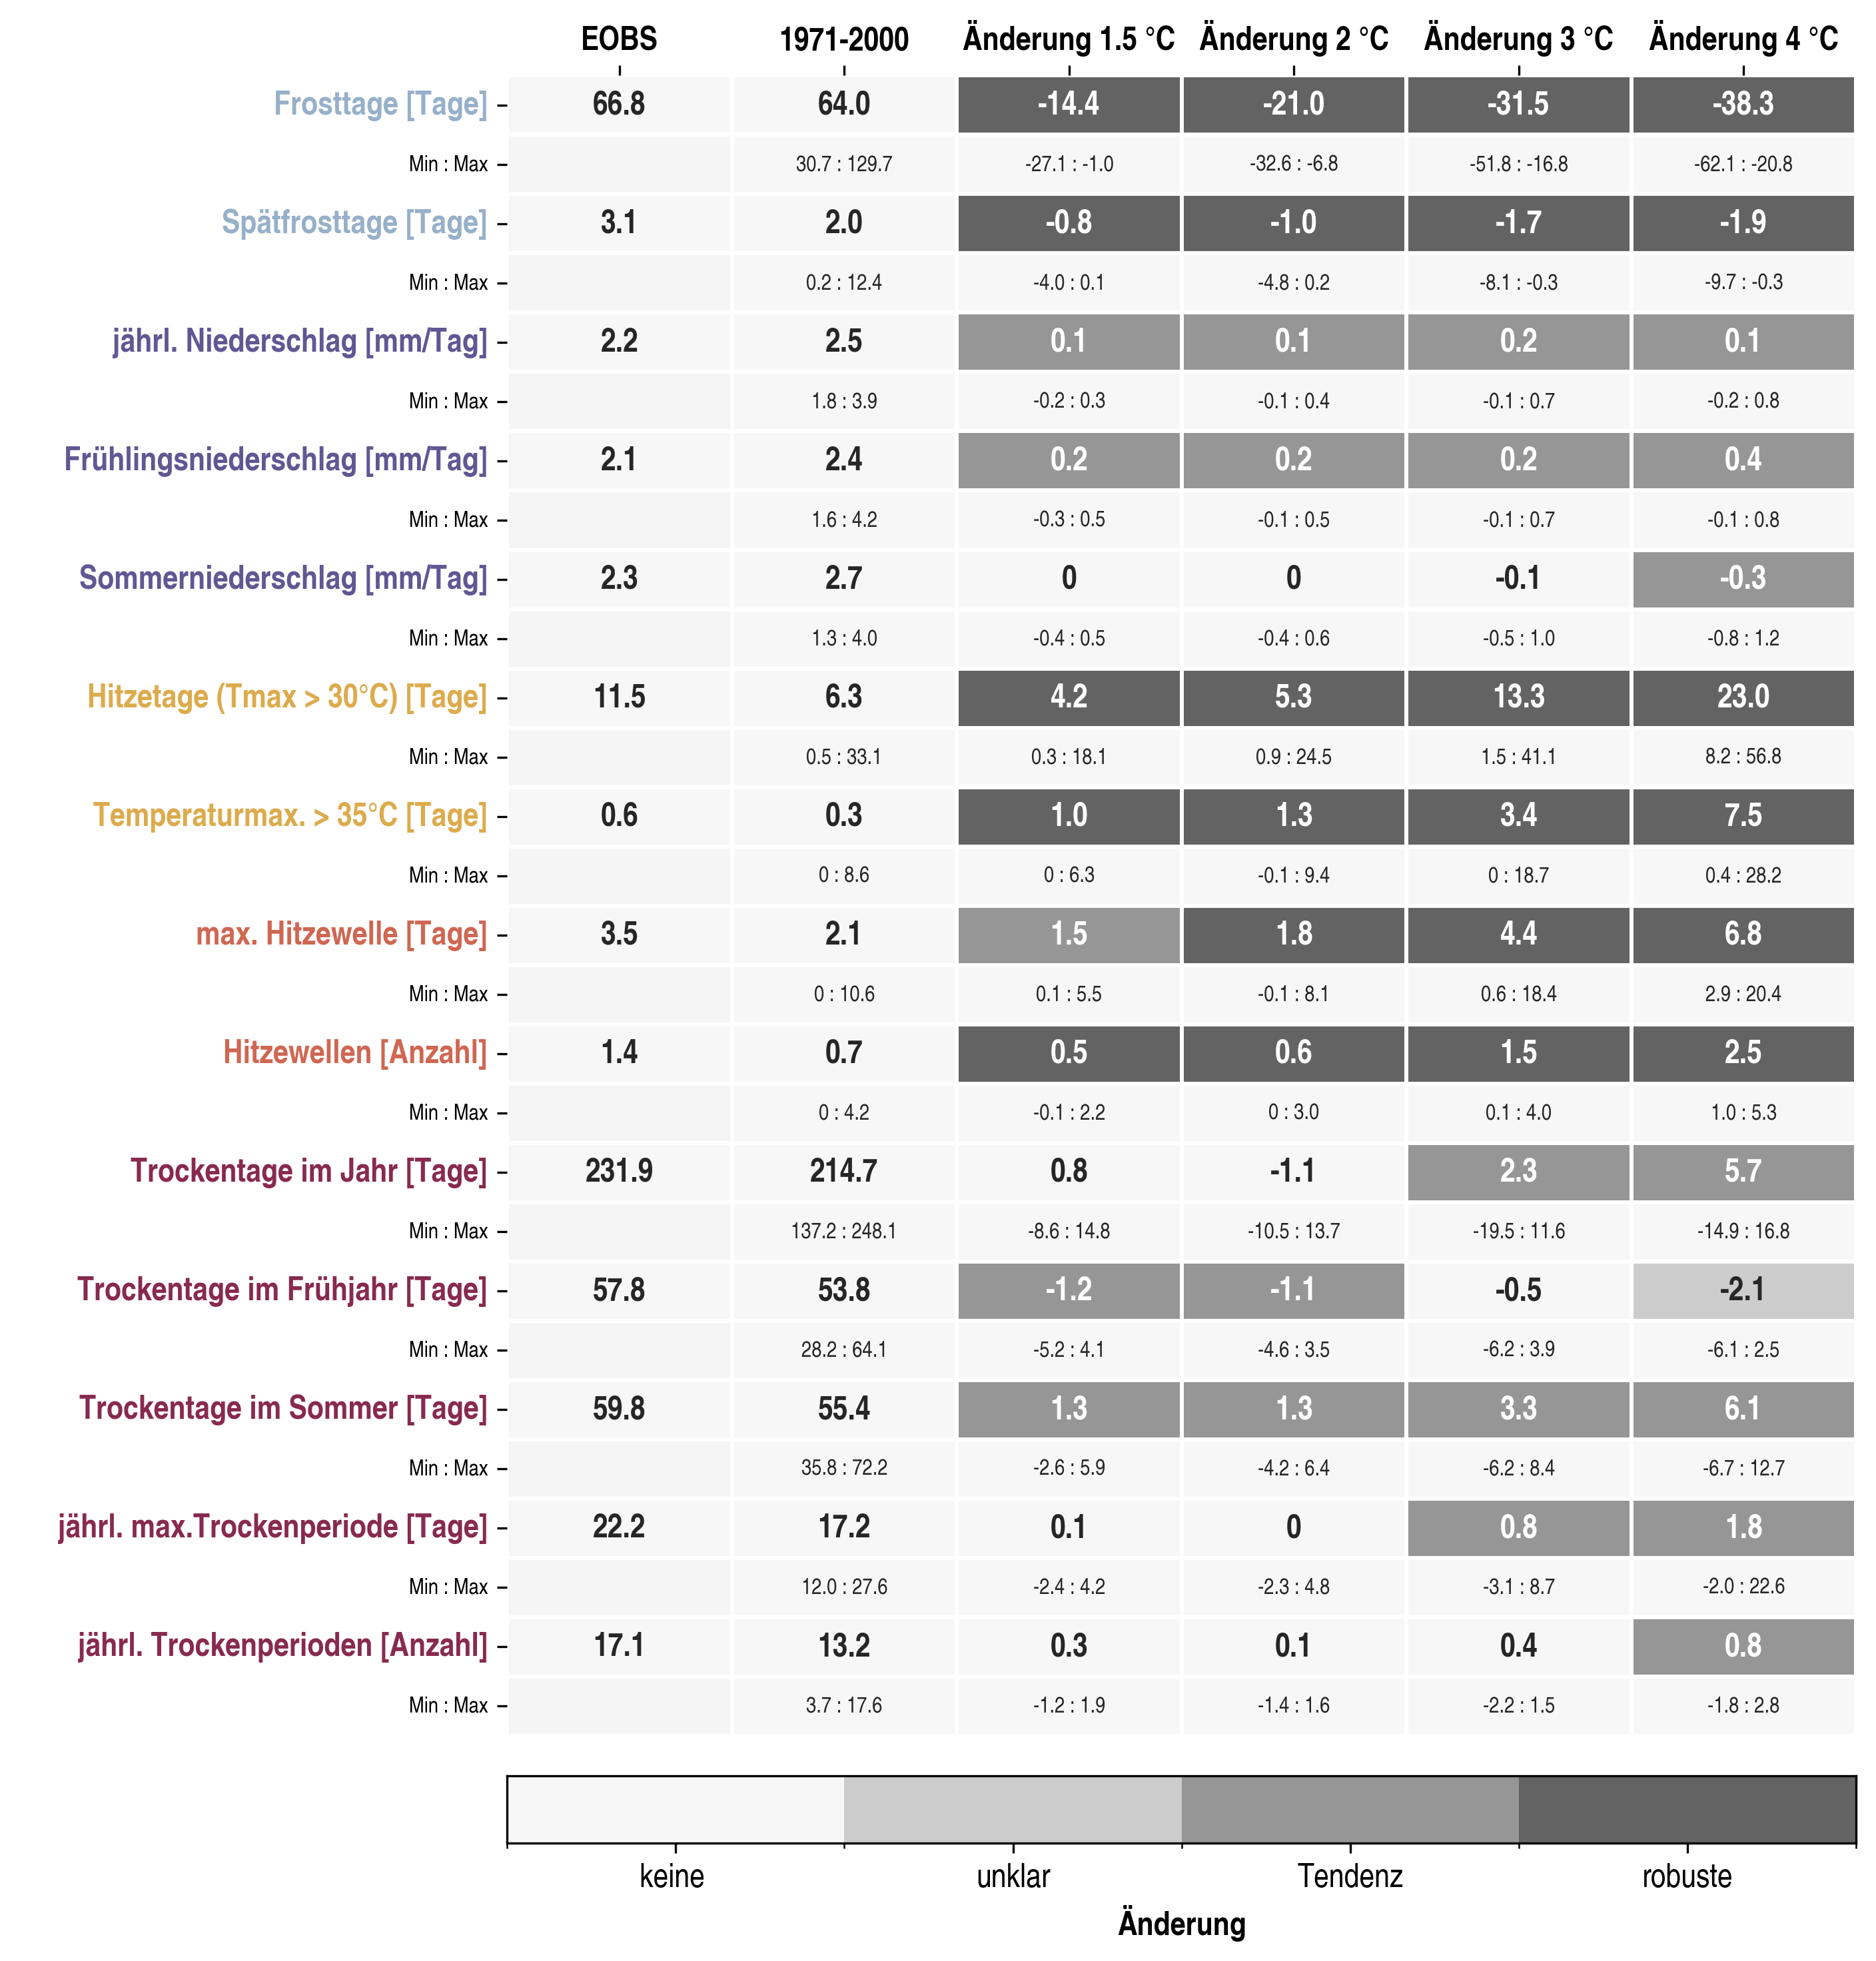 EOBS 1971-2000 Änderung 1.5 °C Änderung 2 °C Änderung 3 °C Änderung 4 °C
Frosttage [Tage] 66.8 64.0 -14.4 -21.0 -31.5 -38.3
Min : Max 30.7 : 129.7 -27.1 : -1.0 -32.6 : -6.8 -51.8 : -16.8 -62.1 : -20.8
Spätfrosttage [Tage] 3.1 2.0 -0.8 -1.0 -1.7 -1.9
Min : Max 0.2 : 12.4 -4.0 : 0.1 -4.8 : 0.2 -8.1 : -0.3 -9.7 : -0.3
jährl. Niederschlag [mm/Tag] 2.2 2.5 0.1 0.1 0.2 0.1
Min : Max 1.8 : 3.9 -0.2 : 0.3 -0.1 : 0.4 -0.1 : 0.7 -0.2 : 0.8
Frühlingsniederschlag [mm/Tag] 2.1 2.4 0.2 0.2 0.2 0.4
Min : Max 1.6 : 4.2 -0.3 : 0.5 -0.1 : 0.5 -0.1 : 0.7 -0.1 : 0.8
Sommerniederschlag [mm/Tag] 2.3 2.7 0 0 -0.1 -0.3
Min : Max 1.3 : 4.0 -0.4 : 0.5 -0.4 : 0.6 -0.5 : 1.0 -0.8 : 1.2
Hitzetage (Tmax > 30°C) [Tage] 11.5 6.3 4.2 5.3 13.3 23.0
Min : Max 0.5 : 33.1 0.3 : 18.1 0.9 : 24.5 1.5 : 41.1 8.2 : 56.8
Temperaturmax. > 35°C [Tage] 0.6 0.3 1.0 1.3 3.4 7.5
Min : Max 0 : 8.6 0 : 6.3 -0.1 : 9.4 0 : 18.7 0.4 : 28.2
max. Hitzewelle [Tage] 3.5 2.1 1.5 1.8 4.4 6.8
Min : Max 0 : 10.6 0.1 : 5.5 -0.1 : 8.1 0.6 : 18.4 2.9 : 20.4
Hitzewellen [Anzahl] 1.4 0.7 0.5 0.6 1.5 2.5
Min : Max 0 : 4.2 -0.1 : 2.2 0 : 3.0 0.1 : 4.0 1.0 : 5.3
Trockentage im Jahr [Tage] 231.9 214.7 0.8 -1.1 2.3 5.7
Min : Max 137.2 : 248.1 -8.6 : 14.8 -10.5 : 13.7 -19.5 : 11.6 -14.9 : 16.8
Trockentage im Frühjahr [Tage] 57.8 53.8 -1.2 -1.1 -0.5 -2.1
Min : Max 28.2 : 64.1 -5.2 : 4.1 -4.6 : 3.5 -6.2 : 3.9 -6.1 : 2.5
Trockentage im Sommer [Tage] 59.8 55.4 1.3 1.3 3.3 6.1
Min : Max 35.8 : 72.2 -2.6 : 5.9 -4.2 : 6.4 -6.2 : 8.4 -6.7 : 12.7
jährl. max.Trockenperiode [Tage] 22.2 17.2 0.1 0 0.8 1.8
Min : Max 12.0 : 27.6 -2.4 : 4.2 -2.3 : 4.8 -3.1 : 8.7 -2.0 : 22.6
jährl. Trockenperioden [Anzahl] 17.1 13.2 0.3 0.1 0.4 0.8
Min : Max 3.7 : 17.6 -1.2 : 1.9 -1.4 : 1.6 -2.2 : 1.5 -1.8 : 2.8
keine unklar Tendenz robuste
Änderung